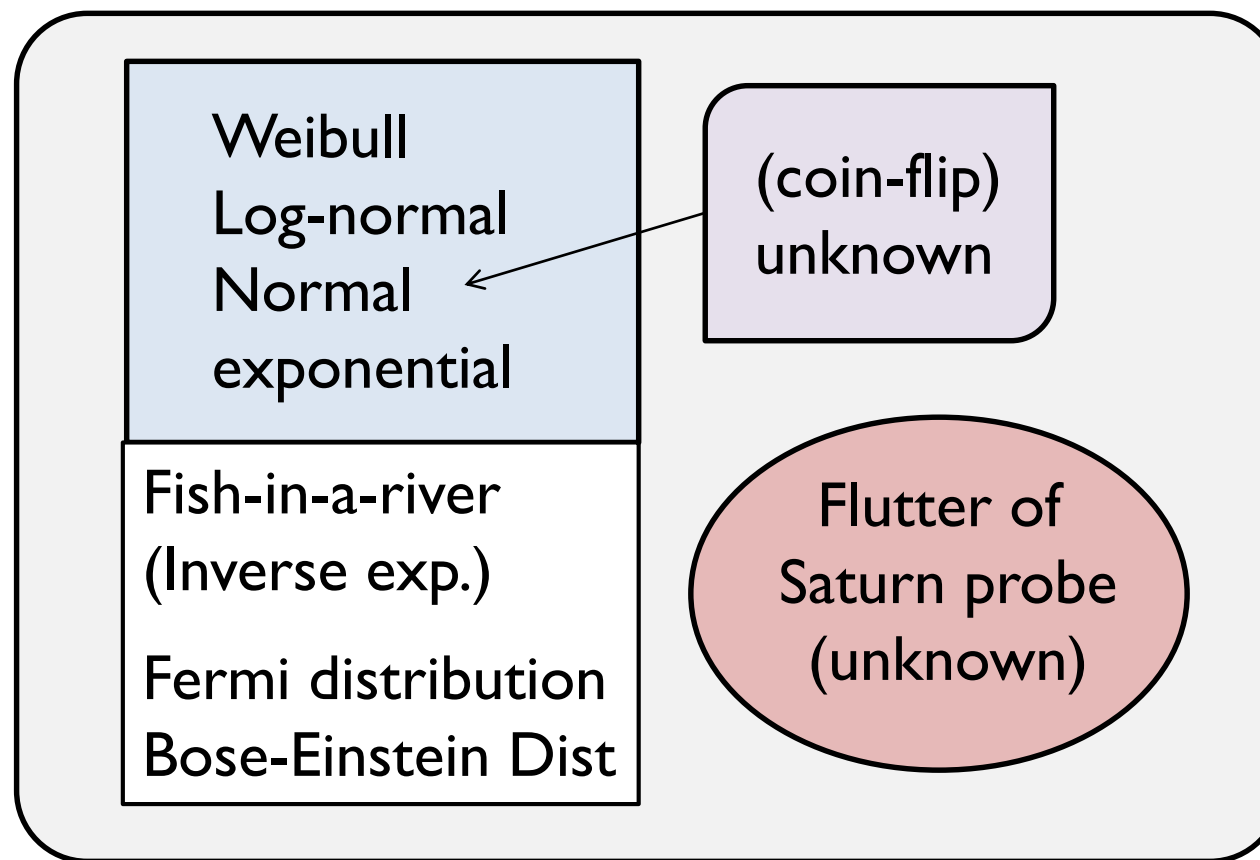 Weibull
Log-normal
Normal
exponential
(coin-flip)
unknown
Fish-in-a-river
(Inverse exp.)
Fermi distribution
Bose-Einstein Dist
Flutter of
Saturn probe
(unknown)